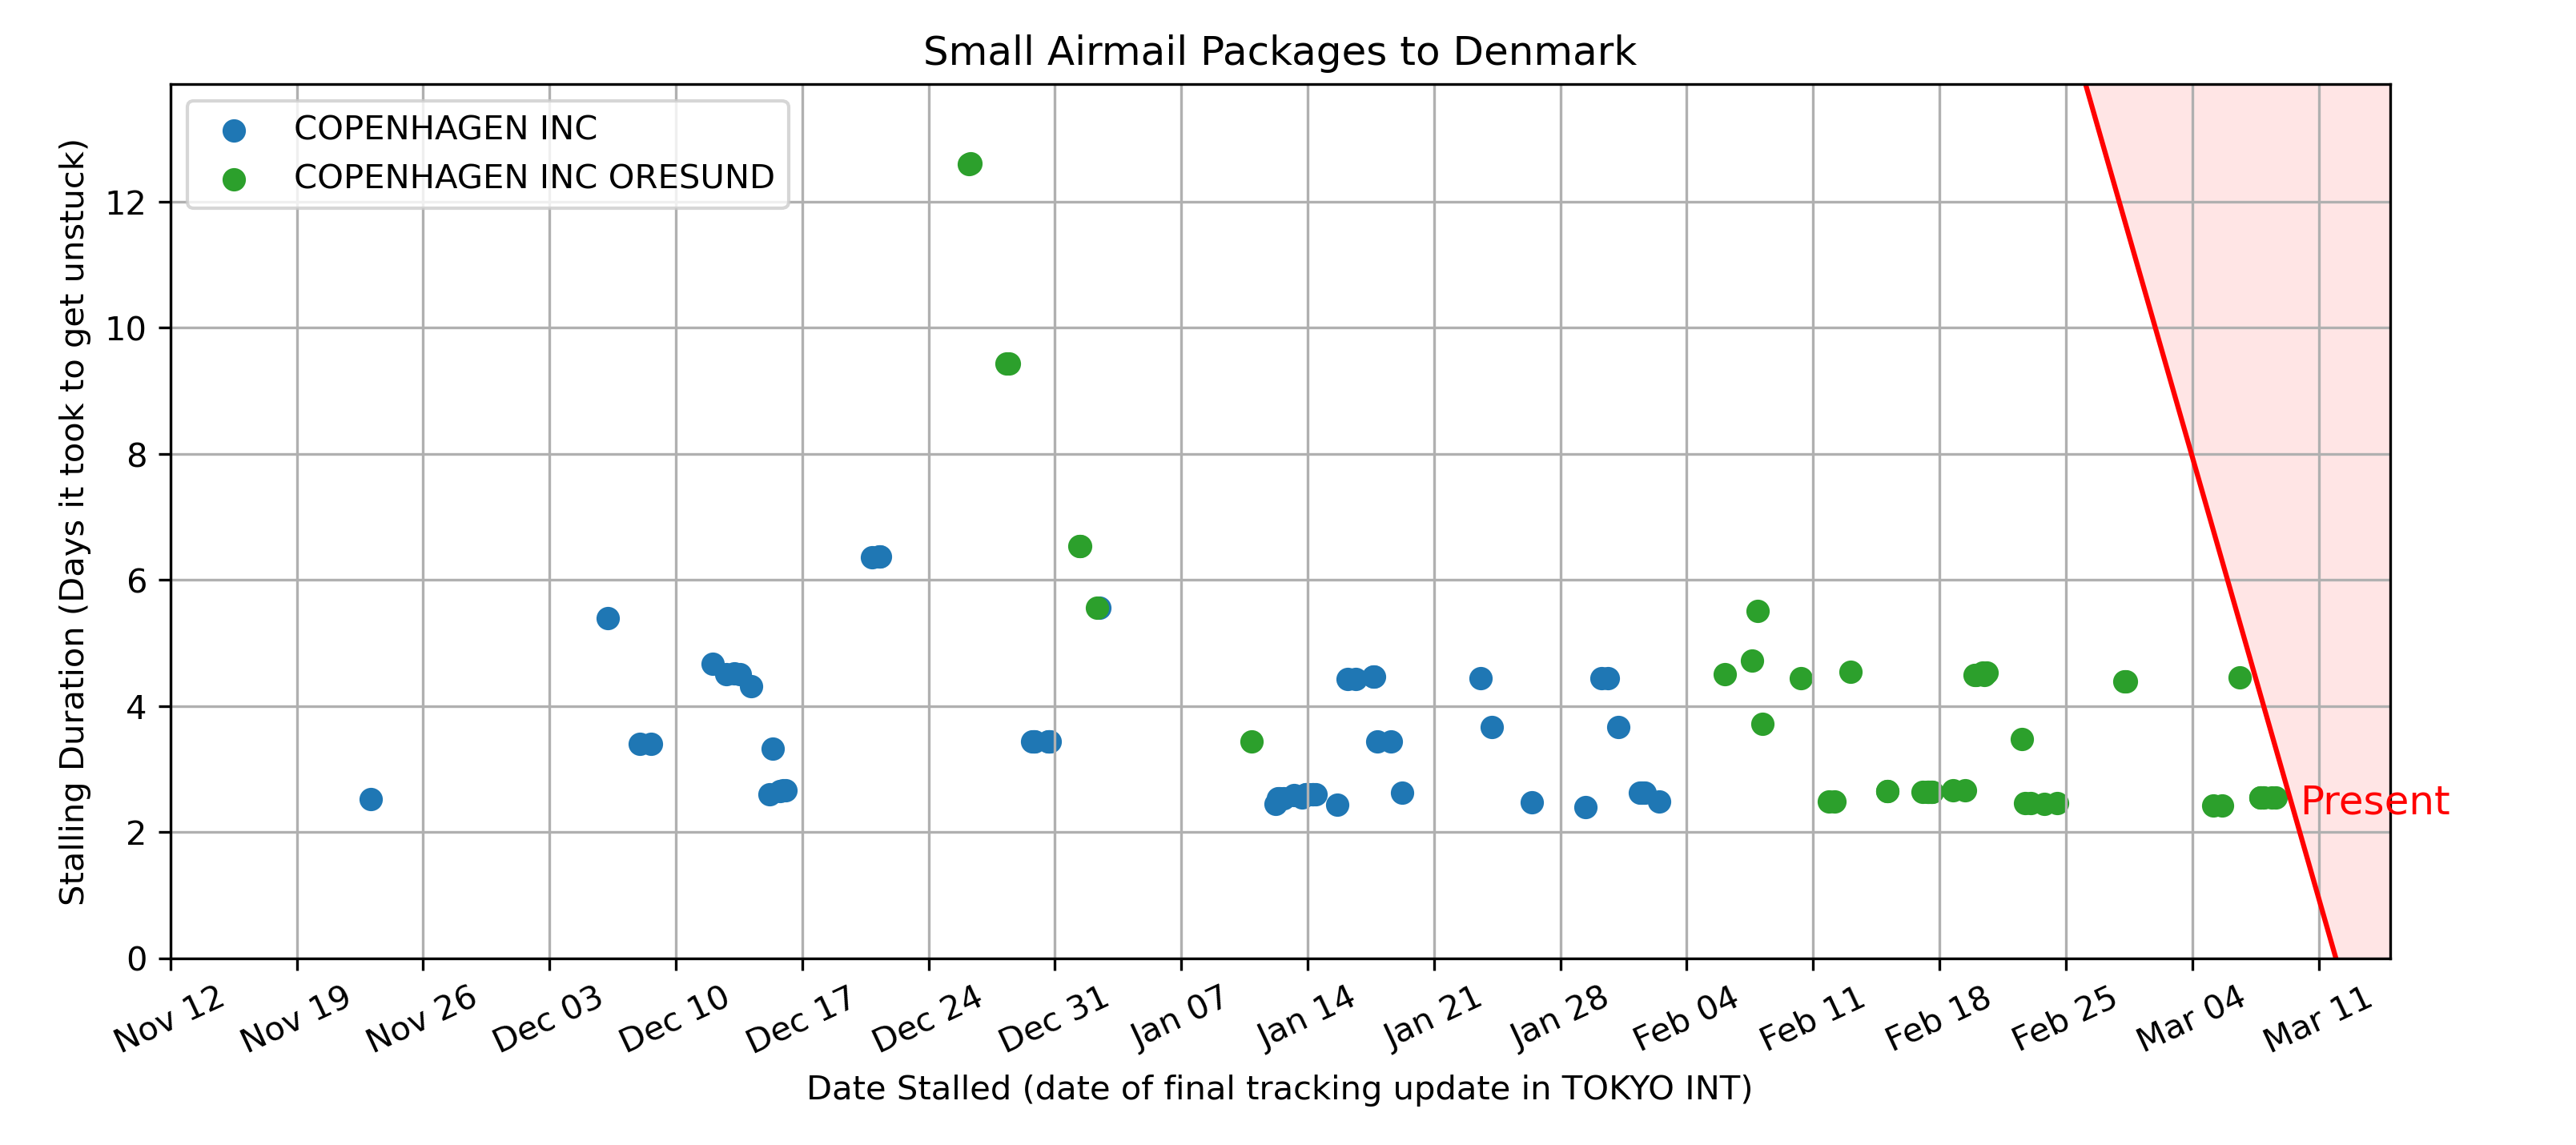 Small Airmail Packages to Denmark
COPENHAGEN INC
COPENHAGEN INC ORESUND
Stalling Duration (Days it took to get unstuck)
12
10
8
6
4
2
0
Present
Nov 12
Nov 19
Nov 26
Dec 03
Dec 10
Dec 17
Dec 24
Dec 31
Jan 07
Jan 14
Jan 21
Jan 28
Feb 04
Feb 11
Feb 18
Feb 25
Mar 04
Mar 11
Date Stalled (date of final tracking update in TOKYO INT)